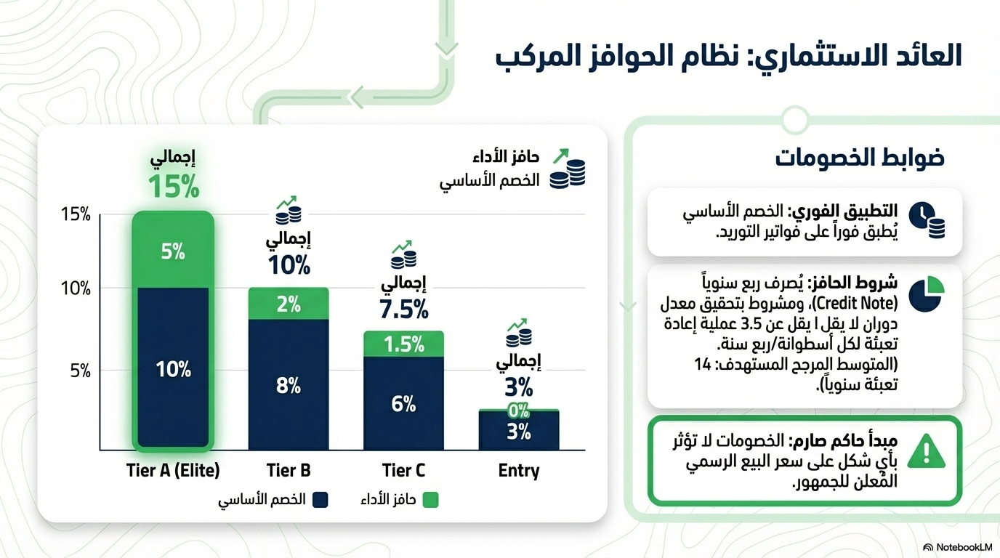 العائد الاستثماري: نظام الحوافز المركب
ضوابط الخصومات
التطبيق الفوري: الخصم الأساسي
يُطبق فوراً على فواتير التوريد.
شروط الحافز: يُصرف ربع سنوياً
(Credit Note)، ومشروط بتحقيق معدل
دوران لا يقل ا يقل عن 3.5 عملية إعادة
تعبئة لكل أسطوانة/ربع سنة.
(المتوسط المرجح المستهدف: 14
تعبئة سنوياً).
مبدأ حاكم صارم: الخصومات لا تؤثر
بأي شكل على سعر البيع الرسمي
المُعلن للجمهور.
حافز الأداء
الخصم الأساسي
15%
10%
5%
إجمالي
15%
5%
10%
Tier A (Elite)
إجمالي
10%
2%
8%
Tier B
إجمالي
7.5%
1.5%
6%
Tier C
إجمالي
3%
0%
3%
Entry
حافز الأداء
الخصم الأساسي
NotebookLM